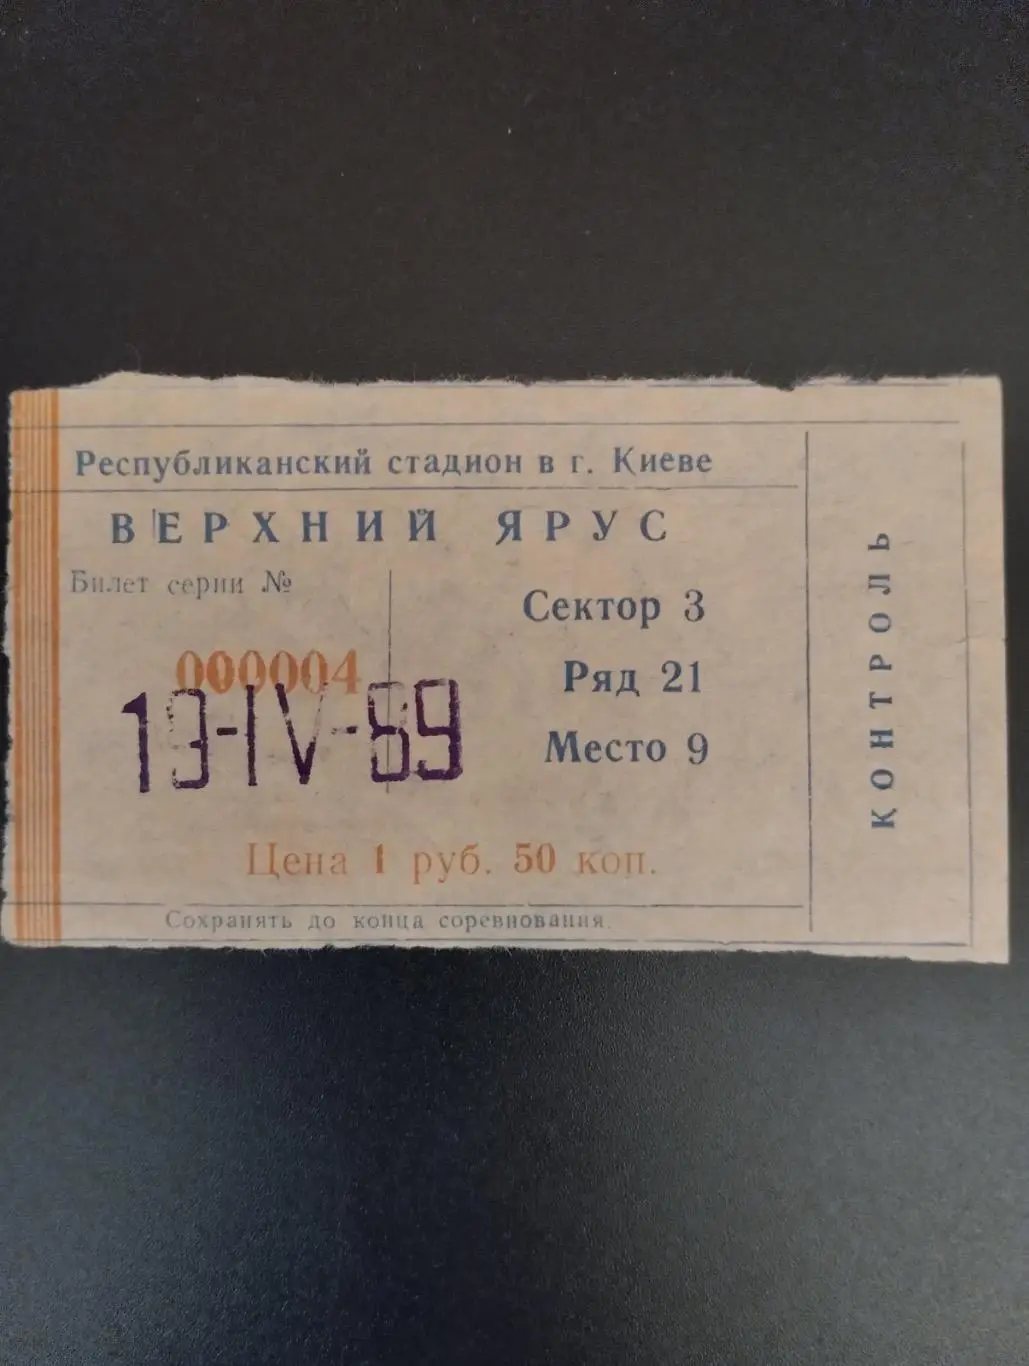 Республиканский стадион в г. Киеве
ВЕРХНИЙ ЯРУС
Билет серии №
000004
Сектор 3
Ряд 21
Место 9
19-IV-69
Цена 1 руб. 50 коп.
Сохранять до конца соревнования.
КОНТРОЛЬ